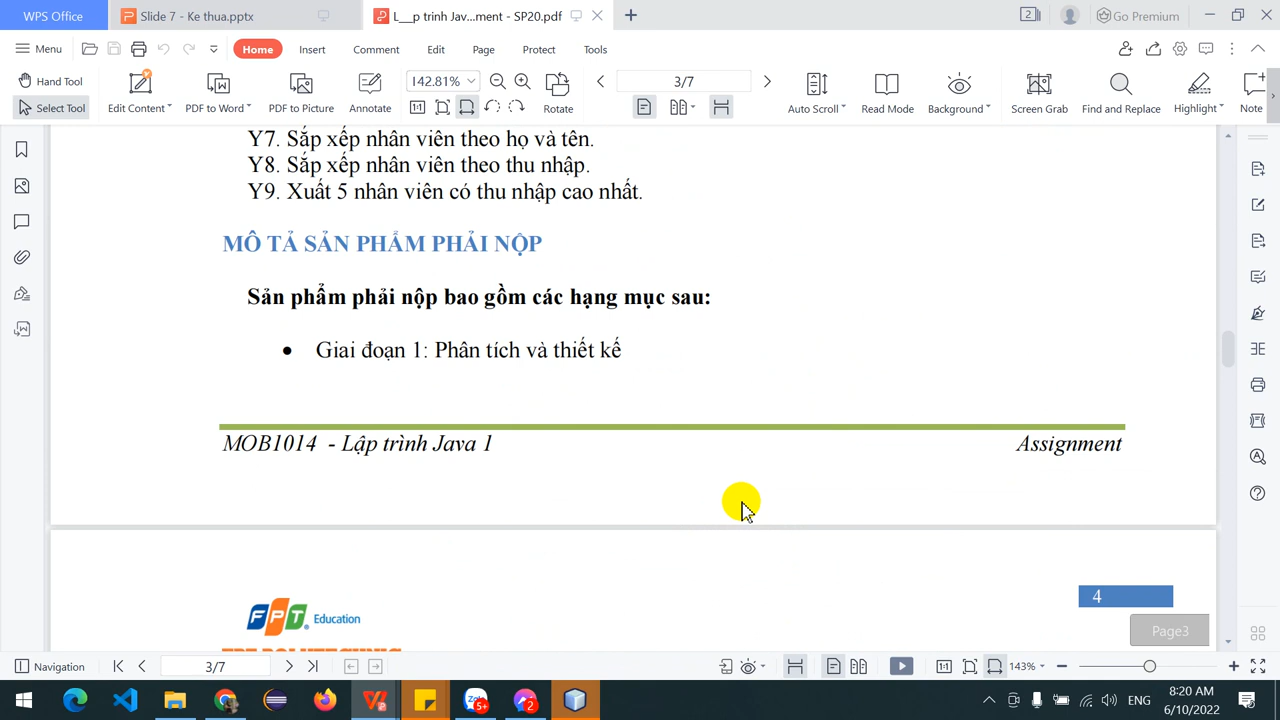 WPS Office
Slide 7 - Ke thua.pptx
L__p trinh Jav...ment - SP20.pdf
2
Go Premium
Menu
Home
Insert
Comment
Edit
Page
Protect
Tools
Hand Tool
Select Tool
Edit Content
PDF to Word
PDF to Picture
Annotate
142.81%
Rotate
3/7
Auto Scroll
Read Mode
Background
Screen Grab
Find and Replace
Highlight
Note
Y7. Sắp xếp nhân viên theo họ và tên.
Y8. Sắp xếp nhân viên theo thu nhập.
Y9. Xuất 5 nhân viên có thu nhập cao nhất.
MÔ TẢ SẢN PHẨM PHẢI NỘP
Sản phẩm phải nộp bao gồm các hạng mục sau:
• Giai đoạn 1: Phân tích và thiết kế
MOB1014 - Lập trình Java 1
Assignment
4
FPT Education
FPT POLYTECHNIC
Page3
Navigation
3/7
143%
5+
2
ENG
8:20 AM
6/10/2022